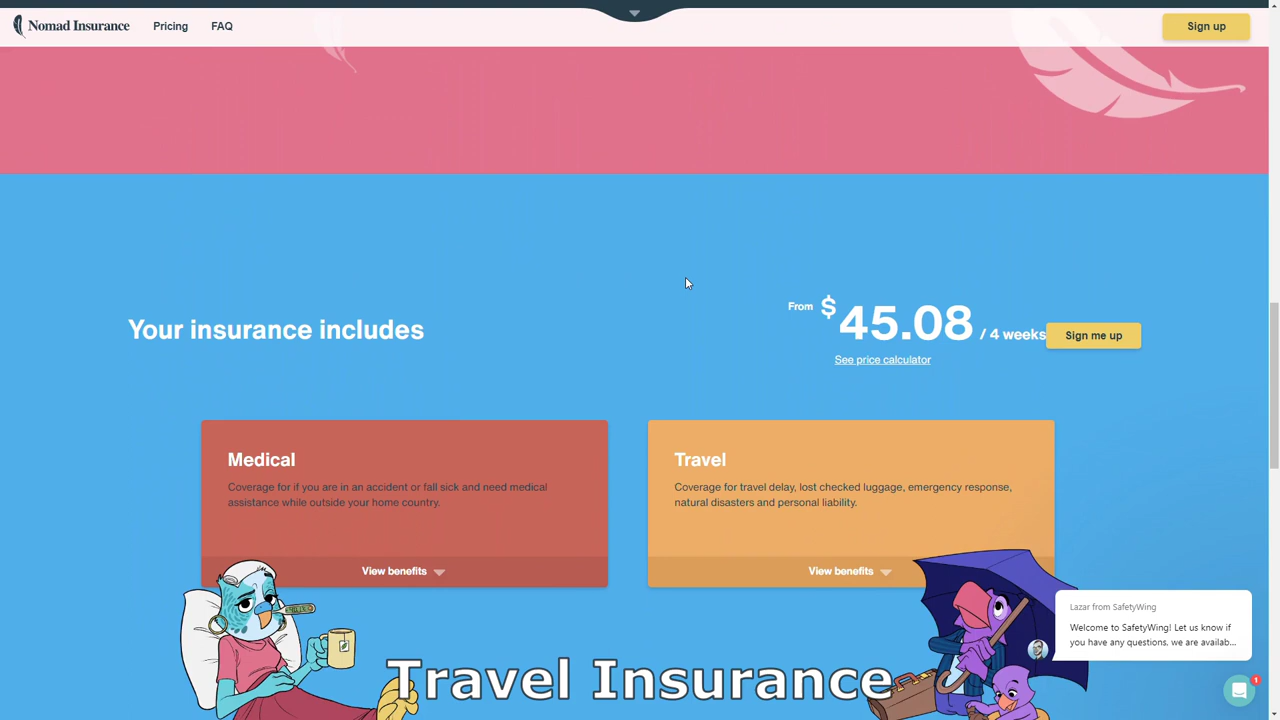 Nomad Insurance
Pricing
FAQ
Sign up
Your insurance includes
From $45.08 / 4 weeks
Sign me up
See price calculator
Medical
Coverage for if you are in an accident or fall sick and need medical
assistance while outside your home country.
View benefits
Travel
Coverage for travel delay, lost checked luggage, emergency response,
natural disasters and personal liability.
View benefits
Lazar from SafetyWing
Welcome to SafetyWing! Let us know if
you have any questions, we are availab...
1
Travel Insurance